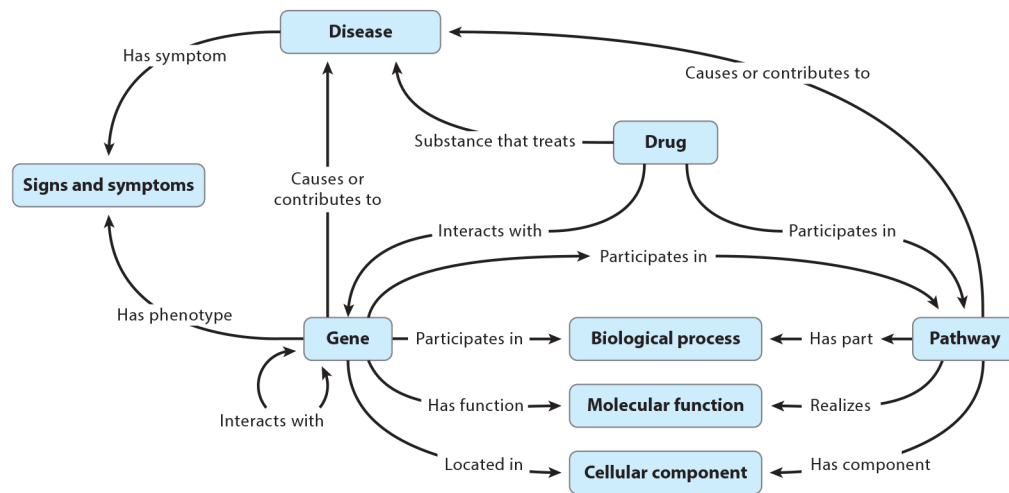 Disease
Has symptom
Causes or contributes to
Substance that treats
Drug
Signs and symptoms
Causes or
contributes to
Interacts with
Participates in
Participates in
Has phenotype
Gene
Participates in
Biological process
Has part
Pathway
Has function
Molecular function
Realizes
Interacts with
Located in
Cellular component
Has component